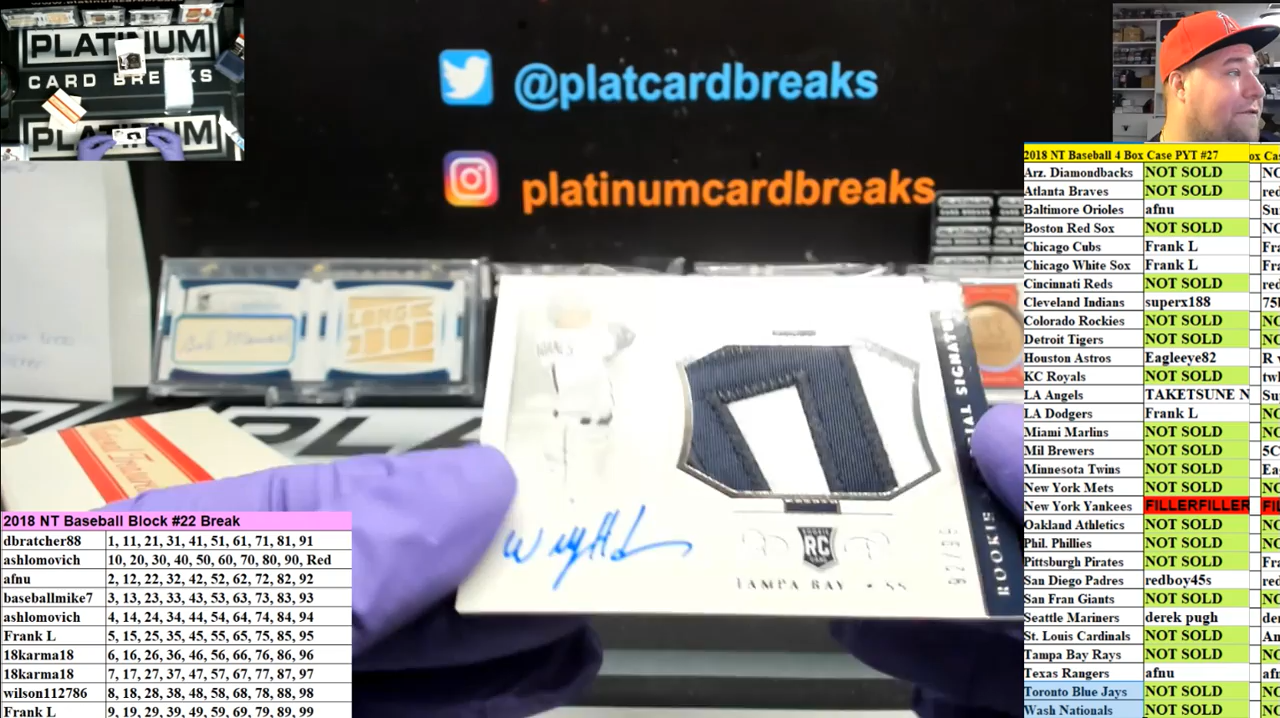 PLATINUM
CARD BREAKS
PLATINUM
@platcardbreaks
platinumcardbreaks
RC
TAMPA BAY • SS
ROOKIE
2018 NT Baseball 4 Box Case PYT #27
Arz. Diamondbacks NOT SOLD
Atlanta Braves NOT SOLD
Baltimore Orioles afnu
Boston Red Sox NOT SOLD
Chicago Cubs Frank L
Chicago White Sox Frank L
Cincinnati Reds NOT SOLD
Cleveland Indians superx188
Colorado Rockies NOT SOLD
Detroit Tigers NOT SOLD
Houston Astros Eagleeye82
KC Royals NOT SOLD
LA Angels TAKETSUNE N
LA Dodgers Frank L
Miami Marlins NOT SOLD
Mil Brewers NOT SOLD
Minnesota Twins NOT SOLD
New York Mets NOT SOLD
New York Yankees FILLERFILLER
Oakland Athletics NOT SOLD
Phil. Phillies NOT SOLD
Pittsburgh Pirates NOT SOLD
San Diego Padres redboy45s
San Fran Giants NOT SOLD
Seattle Mariners derek pugh
St. Louis Cardinals NOT SOLD
Tampa Bay Rays NOT SOLD
Texas Rangers afnu
Toronto Blue Jays NOT SOLD
Wash Nationals NOT SOLD
2018 NT Baseball Block #22 Break
dbratcher88 1, 11, 21, 31, 41, 51, 61, 71, 81, 91
ashlomovich 10, 20, 30, 40, 50, 60, 70, 80, 90, Red
afnu 2, 12, 22, 32, 42, 52, 62, 72, 82, 92
baseballmike7 3, 13, 23, 33, 43, 53, 63, 73, 83, 93
ashlomovich 4, 14, 24, 34, 44, 54, 64, 74, 84, 94
Frank L 5, 15, 25, 35, 45, 55, 65, 75, 85, 95
18karma18 6, 16, 26, 36, 46, 56, 66, 76, 86, 96
18karma18 7, 17, 27, 37, 47, 57, 67, 77, 87, 97
wilson112786 8, 18, 28, 38, 48, 58, 68, 78, 88, 98
Frank L 9, 19, 29, 39, 49, 59, 69, 79, 89, 99